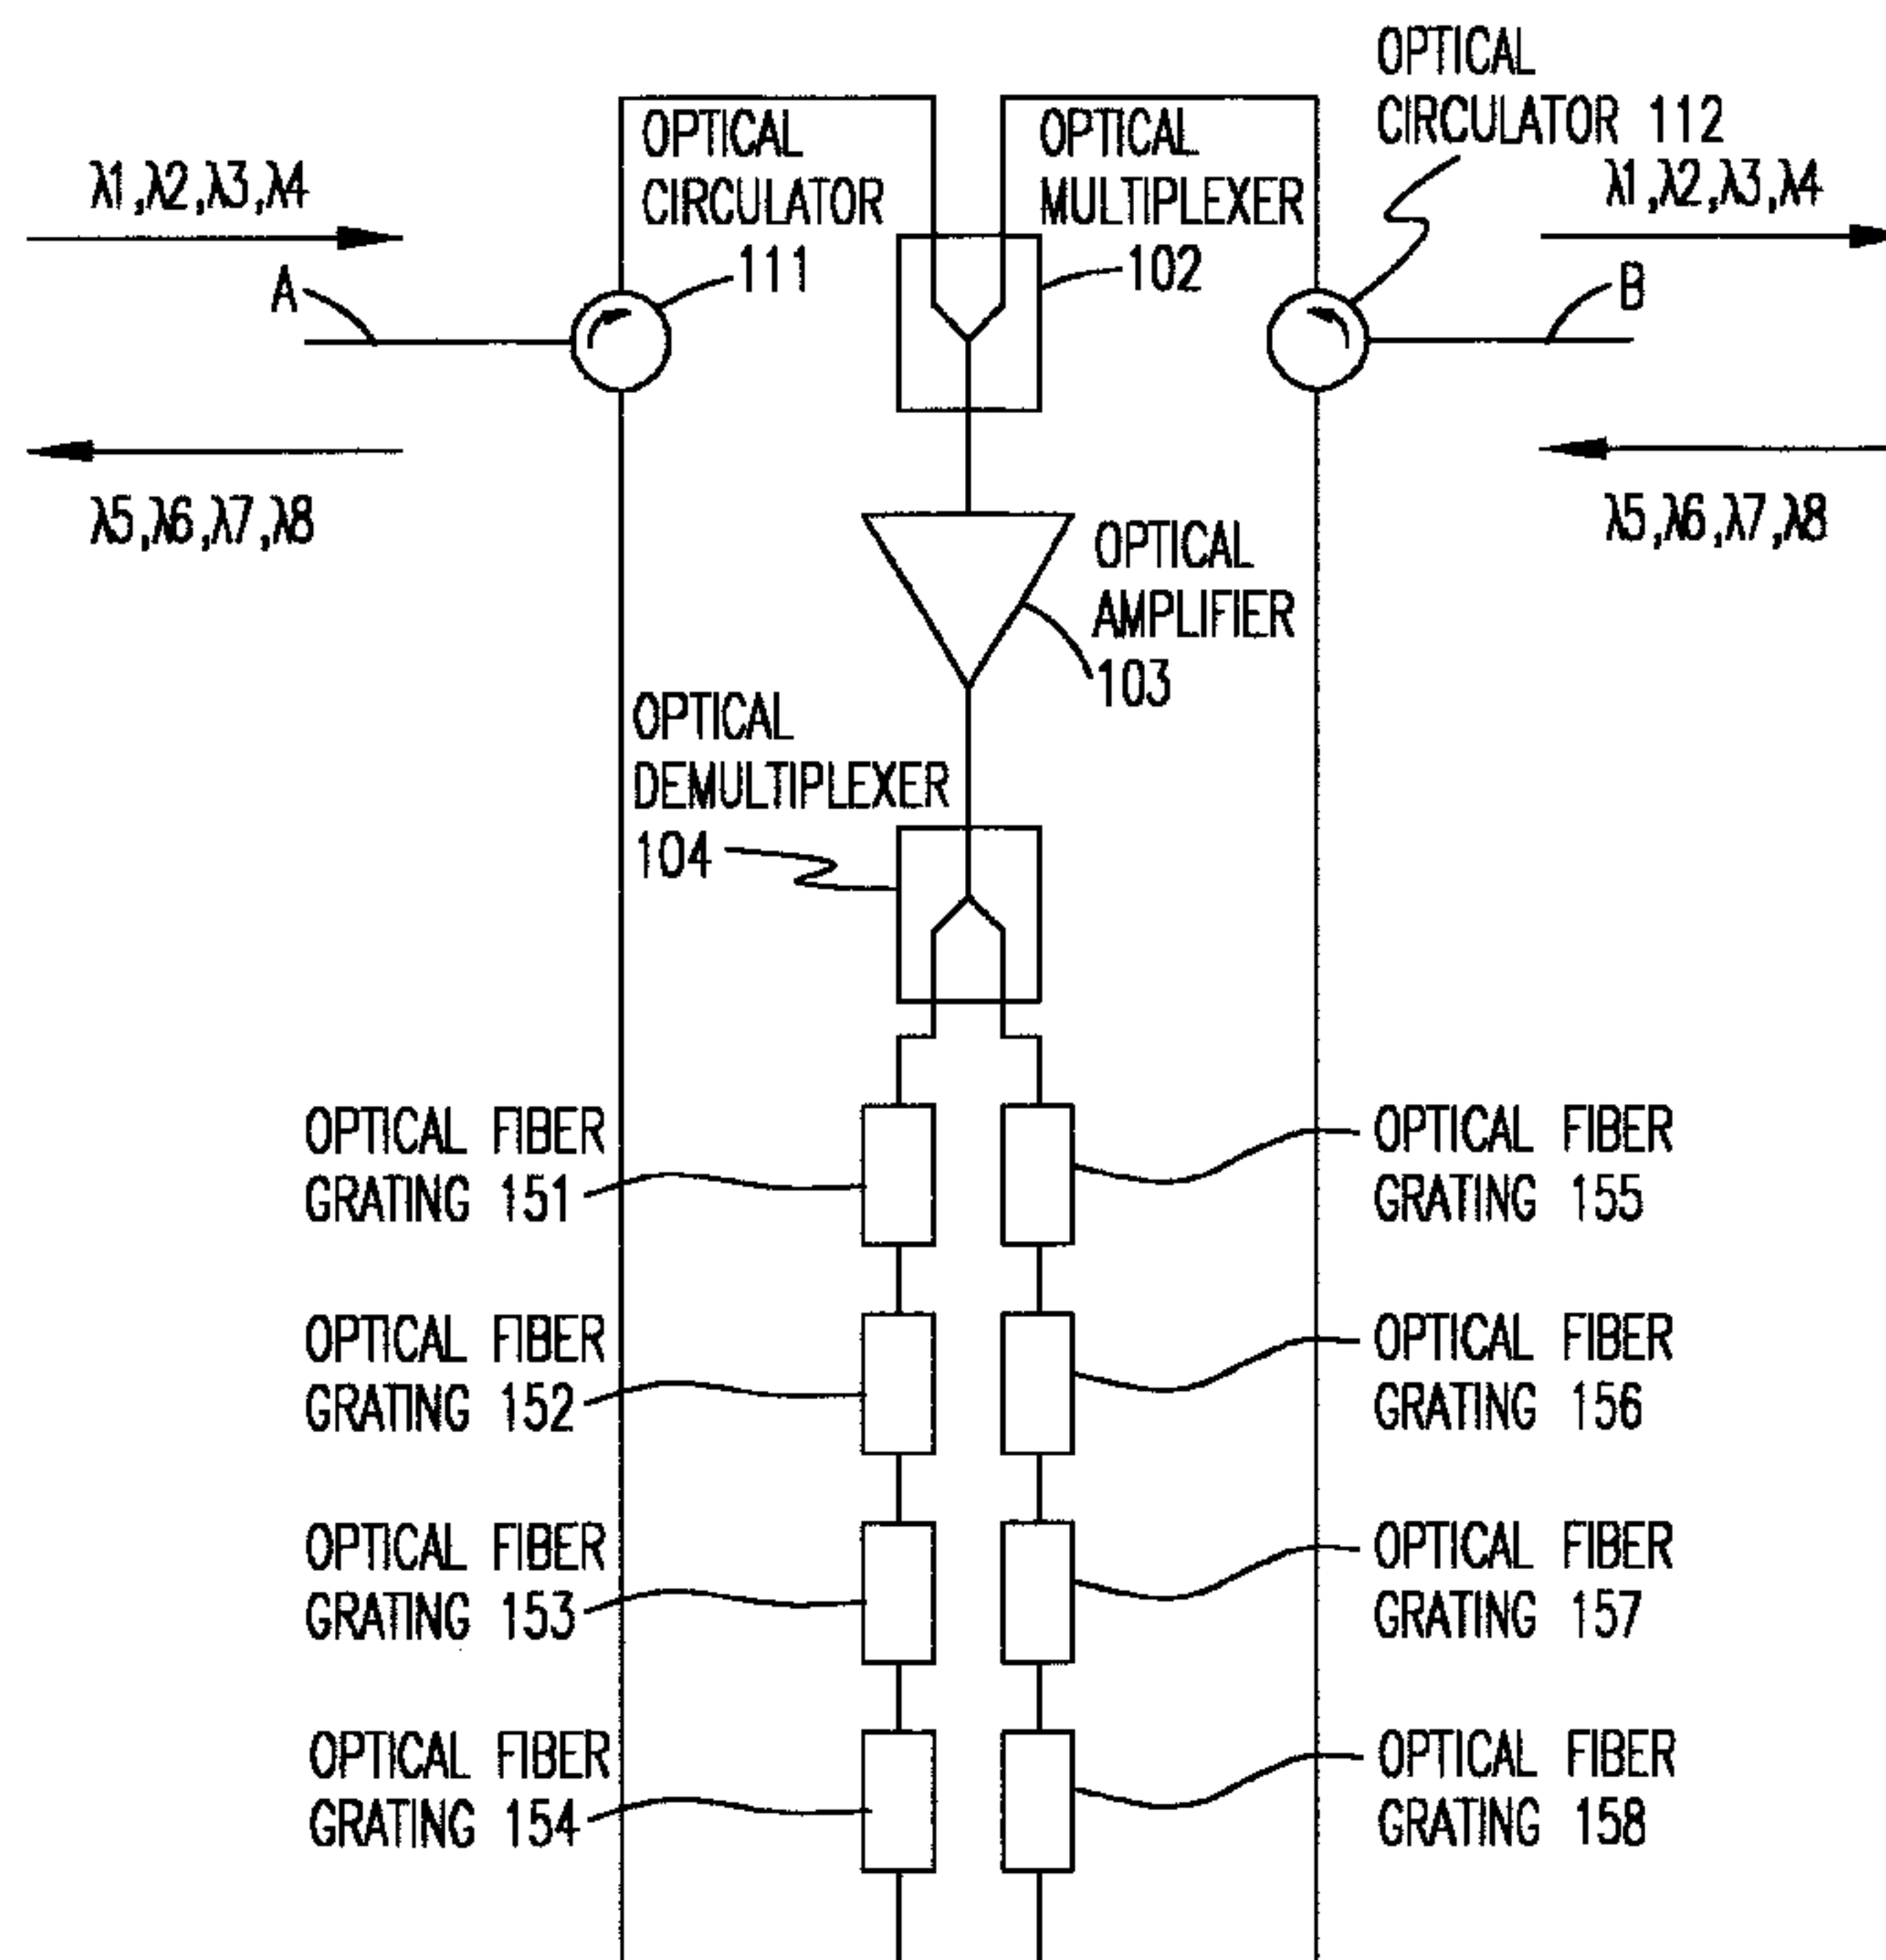 OPTICAL
CIRCULATOR 112
OPTICAL
CIRCULATOR
111
OPTICAL
MULTIPLEXER
102
λ1,λ2,λ3,λ4
λ1,λ2,λ3,λ4
A
B
λ5,λ6,λ7,λ8
λ5,λ6,λ7,λ8
OPTICAL
AMPLIFIER
103
OPTICAL
DEMULTIPLEXER
104
OPTICAL FIBER
GRATING 151
OPTICAL FIBER
GRATING 155
OPTICAL FIBER
GRATING 152
OPTICAL FIBER
GRATING 156
OPTICAL FIBER
GRATING 153
OPTICAL FIBER
GRATING 157
OPTICAL FIBER
GRATING 154
OPTICAL FIBER
GRATING 158